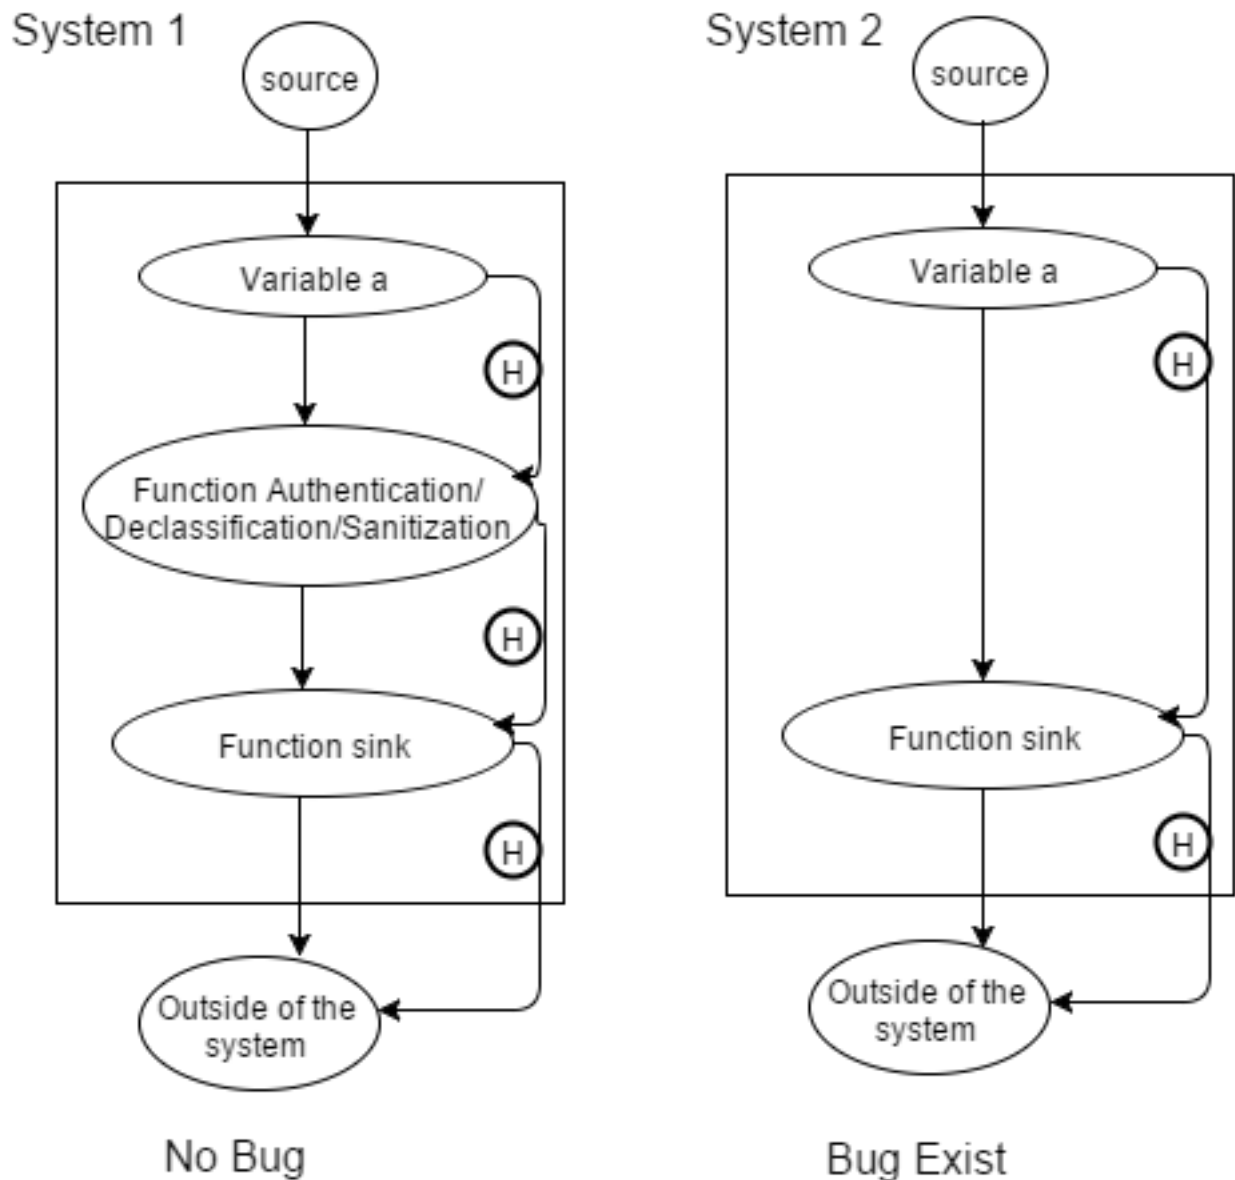 System 1
source
Variable a
H
Function Authentication/
Declassification/Sanitization
H
Function sink
H
Outside of the
system
No Bug
System 2
source
Variable a
H
Function sink
H
Outside of the
system
Bug Exist